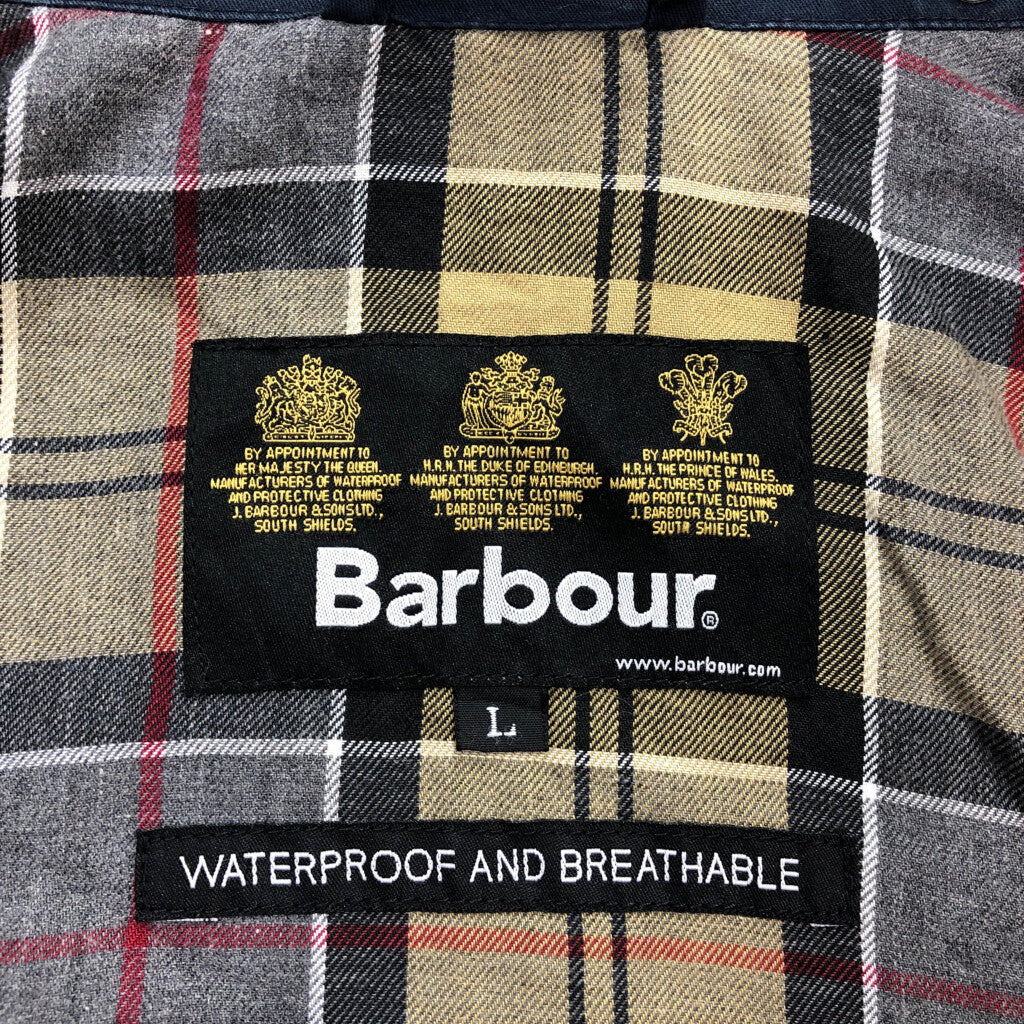 BY APPOINTMENT TO
HER MAJESTY THE QUEEN.
MANUFACTURERS OF WATERPROOF
AND PROTECTIVE CLOTHING
J. BARBOUR & SONS LTD.,
SOUTH SHIELDS.
BY APPOINTMENT TO
H.R.H. THE DUKE OF EDINBURGH.
MANUFACTURERS OF WATERPROOF
AND PROTECTIVE CLOTHING
J. BARBOUR & SONS LTD.,
SOUTH SHIELDS.
BY APPOINTMENT TO
H.R.H. THE PRINCE OF WALES.
MANUFACTURERS OF WATERPROOF
AND PROTECTIVE CLOTHING
J. BARBOUR & SONS LTD.,
SOUTH SHIELDS.
Barbour®
www.barbour.com
L
WATERPROOF AND BREATHABLE